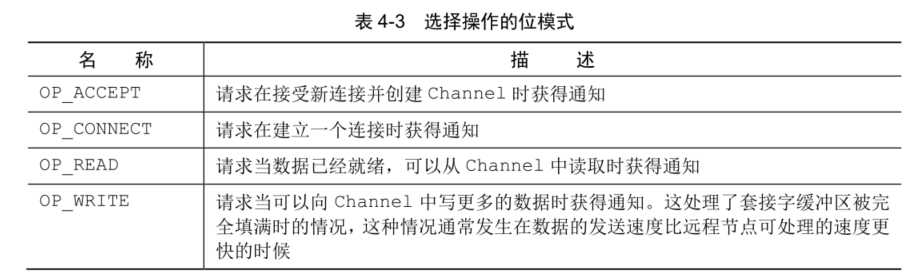 表 4-3 选择操作的位模式
名 称 描 述
OP_ACCEPT 请求在接受新连接并创建 Channel 时获得通知
OP_CONNECT 请求在建立一个连接时获得通知
OP_READ 请求当数据已经就绪，可以从 Channel 中读取时获得通知
OP_WRITE 请求当可以向 Channel 中写更多的数据时获得通知。这处理了套接字缓冲区被完
全填满时的情况，这种情况通常发生在数据的发送速度比远程节点可处理的速度更
快的时候